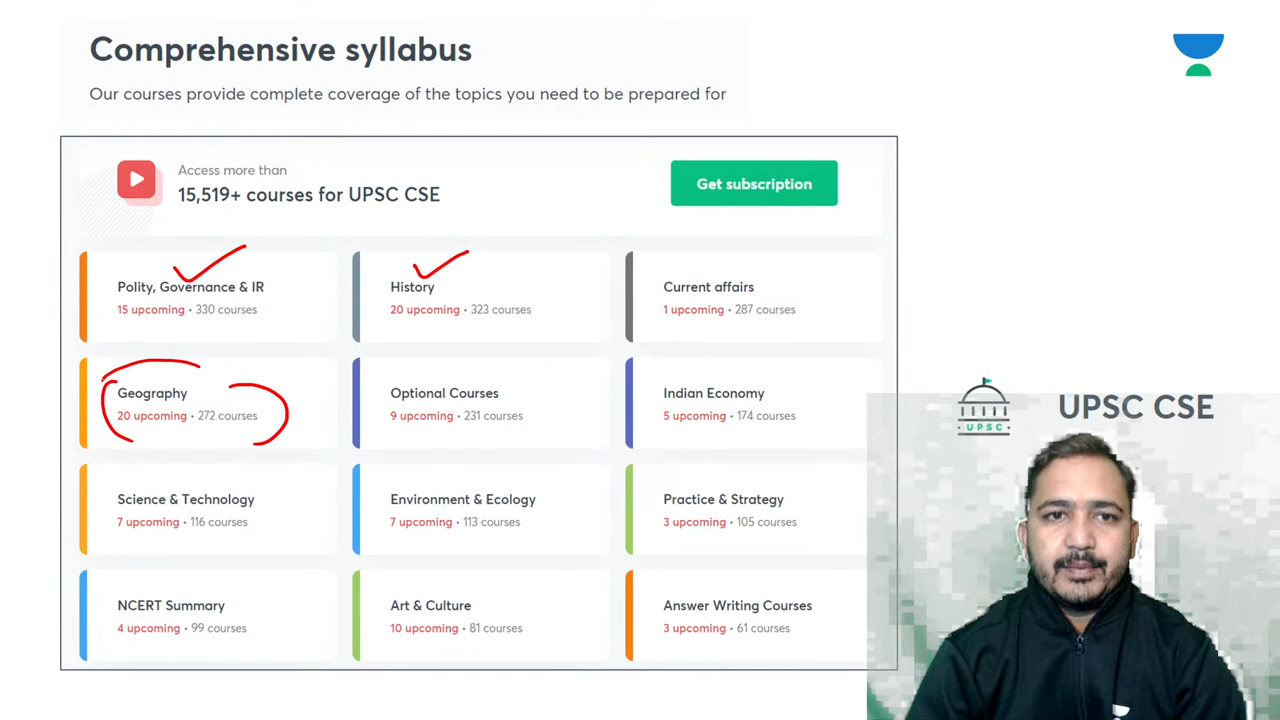 Comprehensive syllabus
Our courses provide complete coverage of the topics you need to be prepared for
Access more than
15,519+ courses for UPSC CSE
Get subscription
Polity, Governance & IR
15 upcoming • 330 courses
History
20 upcoming • 323 courses
Current affairs
1 upcoming • 287 courses
Geography
20 upcoming • 272 courses
Optional Courses
9 upcoming • 231 courses
Indian Economy
5 upcoming • 174 courses
UPSC
UPSC CSE
Science & Technology
7 upcoming • 116 courses
Environment & Ecology
7 upcoming • 113 courses
Practice & Strategy
3 upcoming • 105 courses
NCERT Summary
4 upcoming • 99 courses
Art & Culture
10 upcoming • 81 courses
Answer Writing Courses
3 upcoming • 61 courses